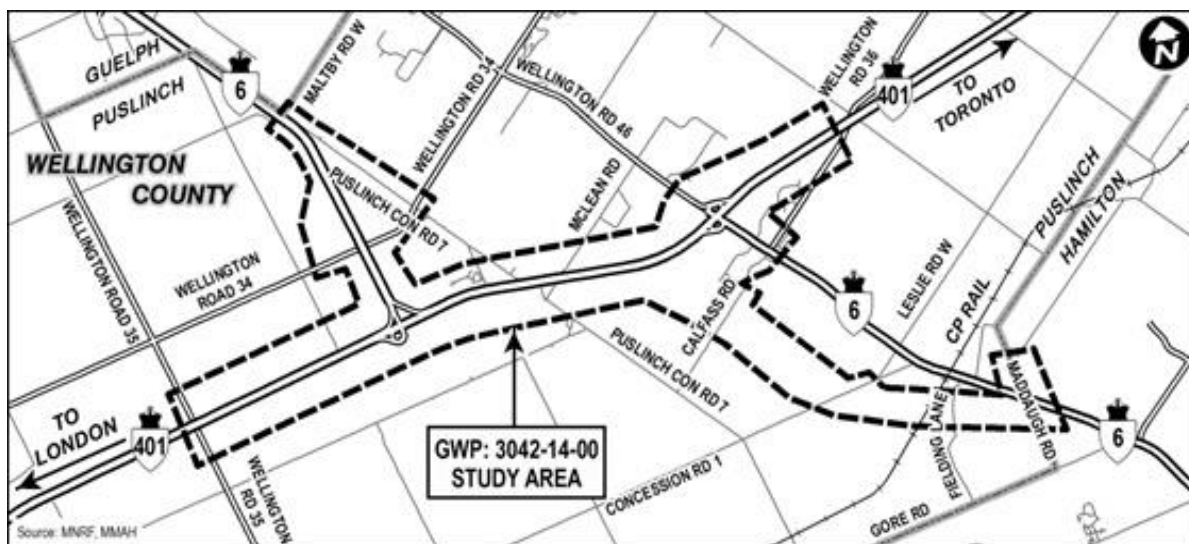 GUELPH
PUSLINCH
6
MALTBY RD W
WELLINGTON RD 34
WELLINGTON RD 46
WELLINGTON
RD 36
401
TO
TORONTO
N
WELLINGTON
COUNTY
PUSLINCH CON RD 7
MCLEAN RD
PUSLINCH
HAMILTON
WELLINGTON ROAD 35
WELLINGTON
ROAD 34
CALFASS RD
6
LESLIE RD W
CP RAIL
PUSLINCH CON RD 7
MADDAUGH RD
FIELDING LANE
6
TO
LONDON
401
GWP: 3042-14-00
STUDY AREA
WELLINGTON
RD 35
CONCESSION RD 1
GORE RD
Source: MNRF, MMAH